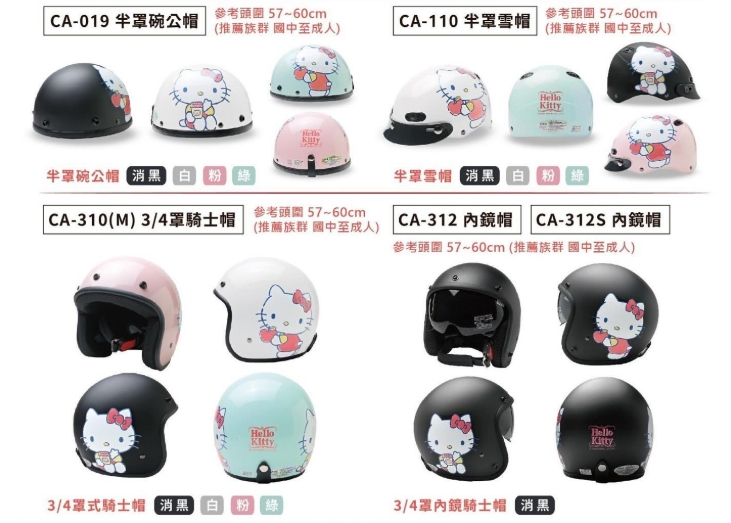 CA-019 半罩碗公帽
參考頭圍 57~60cm
(推薦族群 國中至成人)
Hello
Kitty
半罩碗公帽 消黑 白 粉 綠
CA-110 半罩雪帽
參考頭圍 57~60cm
(推薦族群 國中至成人)
Hello
Kitty
半罩雪帽 消黑 白 粉 綠
CA-310(M) 3/4罩騎士帽
參考頭圍 57~60cm
(推薦族群 國中至成人)
Hello
Kitty
3/4罩式騎士帽 消黑 白 粉 綠
CA-312 內鏡帽 CA-312S 內鏡帽
參考頭圍 57~60cm (推薦族群 國中至成人)
Hello
Kitty
3/4罩內鏡騎士帽 消黑